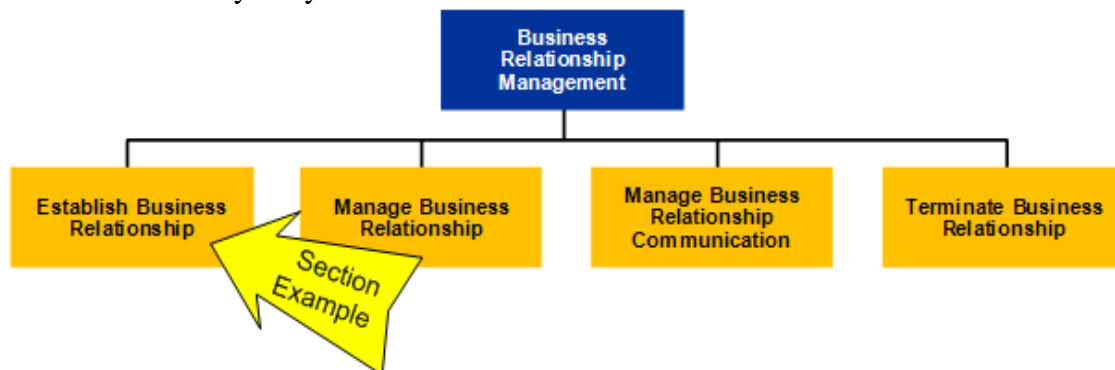 Business
Relationship
Management
Establish Business
Relationship
Manage Business
Relationship
Manage Business
Relationship
Communication
Terminate Business
Relationship
Section
Example